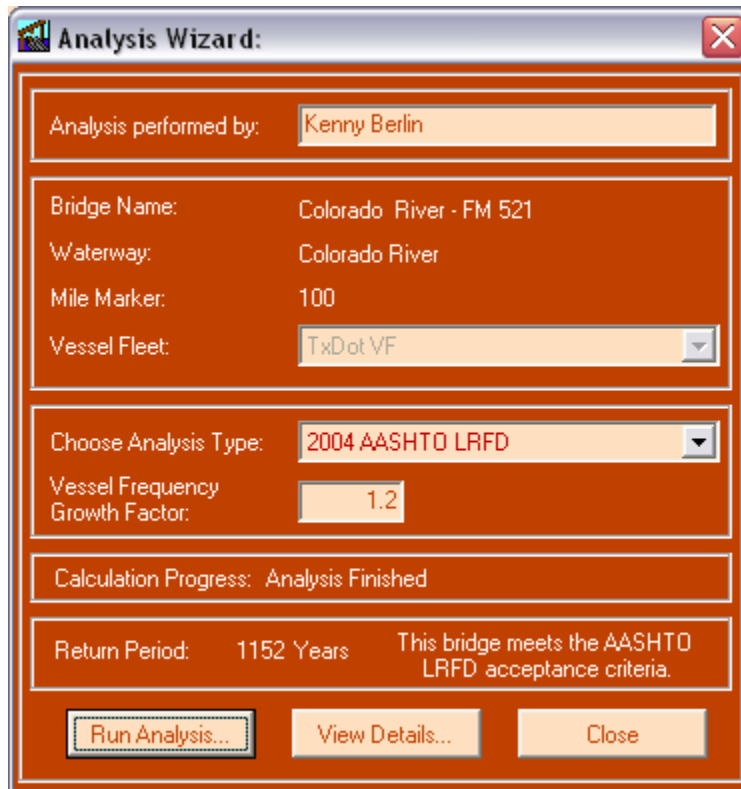 Analysis Wizard:
Analysis performed by: Kenny Berlin
Bridge Name: Colorado River - FM 521
Waterway: Colorado River
Mile Marker: 100
Vessel Fleet: TxDot VF
Choose Analysis Type: 2004 AASHTO LRFD
Vessel Frequency
Growth Factor: 1.2
Calculation Progress: Analysis Finished
Return Period: 1152 Years This bridge meets the AASHTO
LRFD acceptance criteria.
Run Analysis... View Details... Close